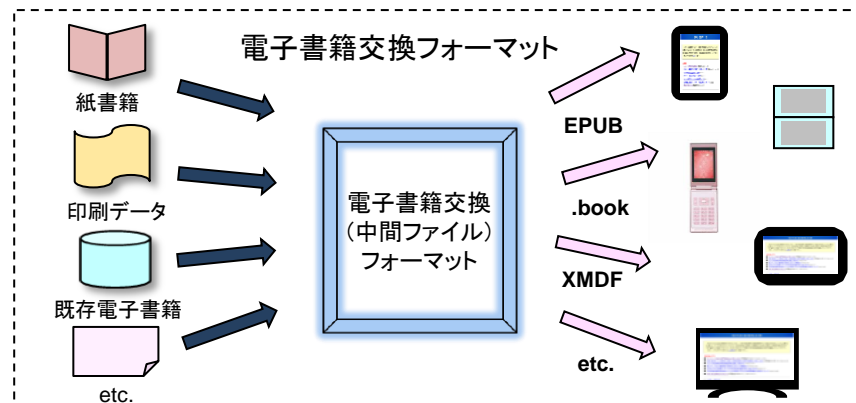 電子書籍交換フォーマット
紙書籍
印刷データ
既存電子書籍
etc.
電子書籍交換
（中間ファイル）
フォーマット
EPUB
.book
XMDF
etc.